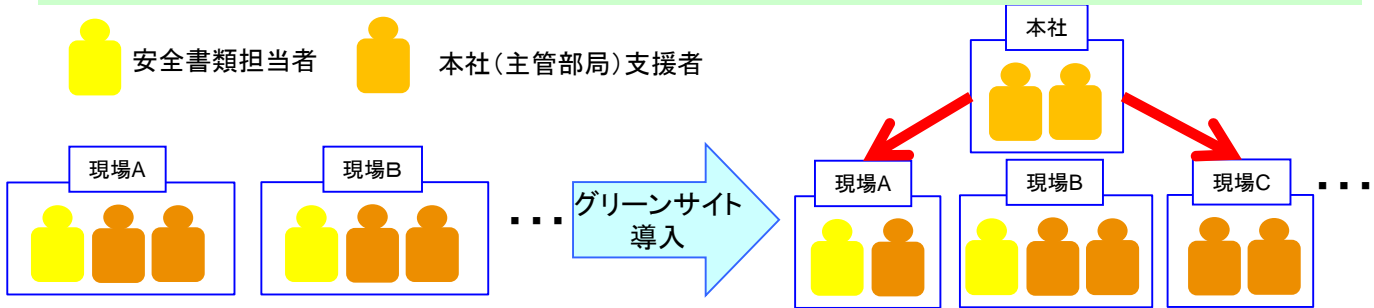 安全書類担当者
本社(主管部局)支援者
本社
現場A
現場B
・・・
グリーンサイト
導入
現場A
現場B
現場C
・・・